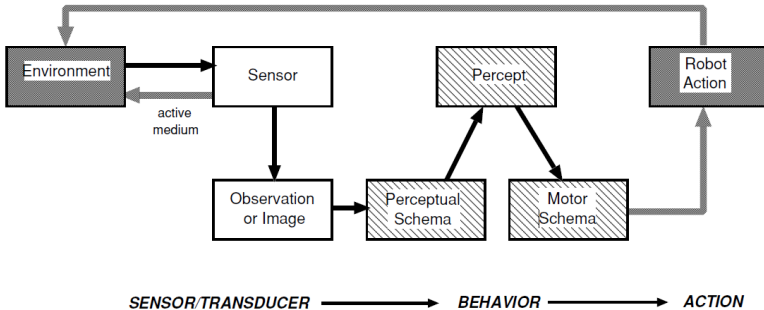 Environment
Sensor
Percept
Robot
Action
active
medium
Observation
or Image
Perceptual
Schema
Motor
Schema
SENSOR/TRANSDUCER
BEHAVIOR
ACTION